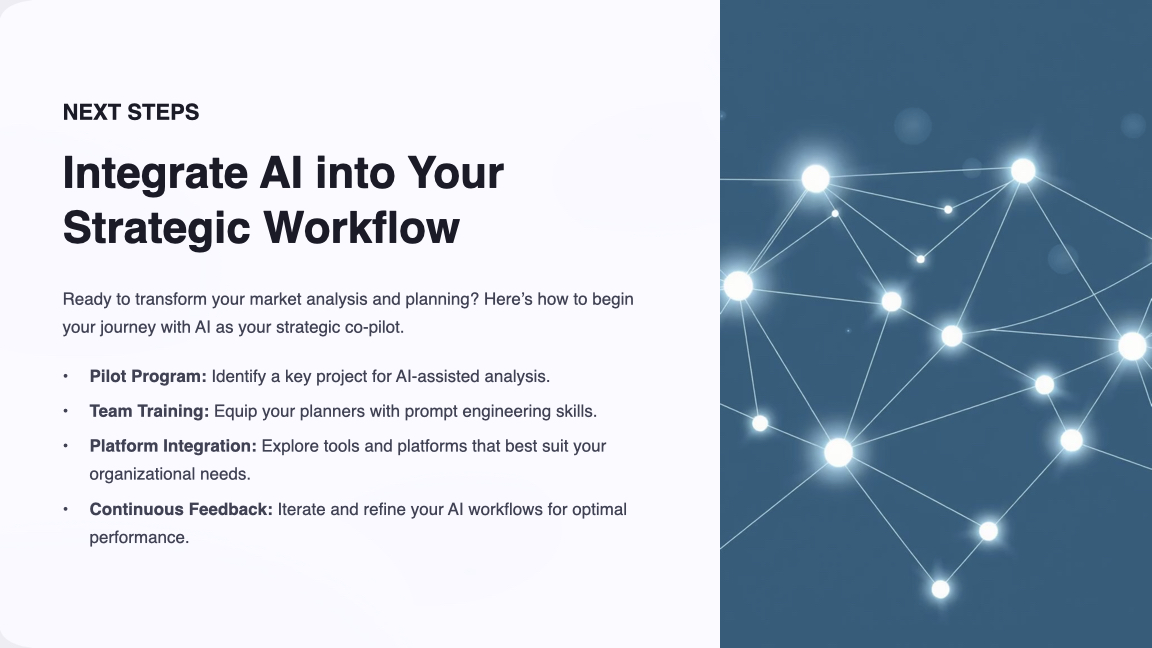 NEXT STEPS
Integrate AI into Your
Strategic Workflow
Ready to transform your market analysis and planning? Here’s how to begin
your journey with AI as your strategic co-pilot.
• Pilot Program: Identify a key project for AI-assisted analysis.
• Team Training: Equip your planners with prompt engineering skills.
• Platform Integration: Explore tools and platforms that best suit your
organizational needs.
• Continuous Feedback: Iterate and refine your AI workflows for optimal
performance.